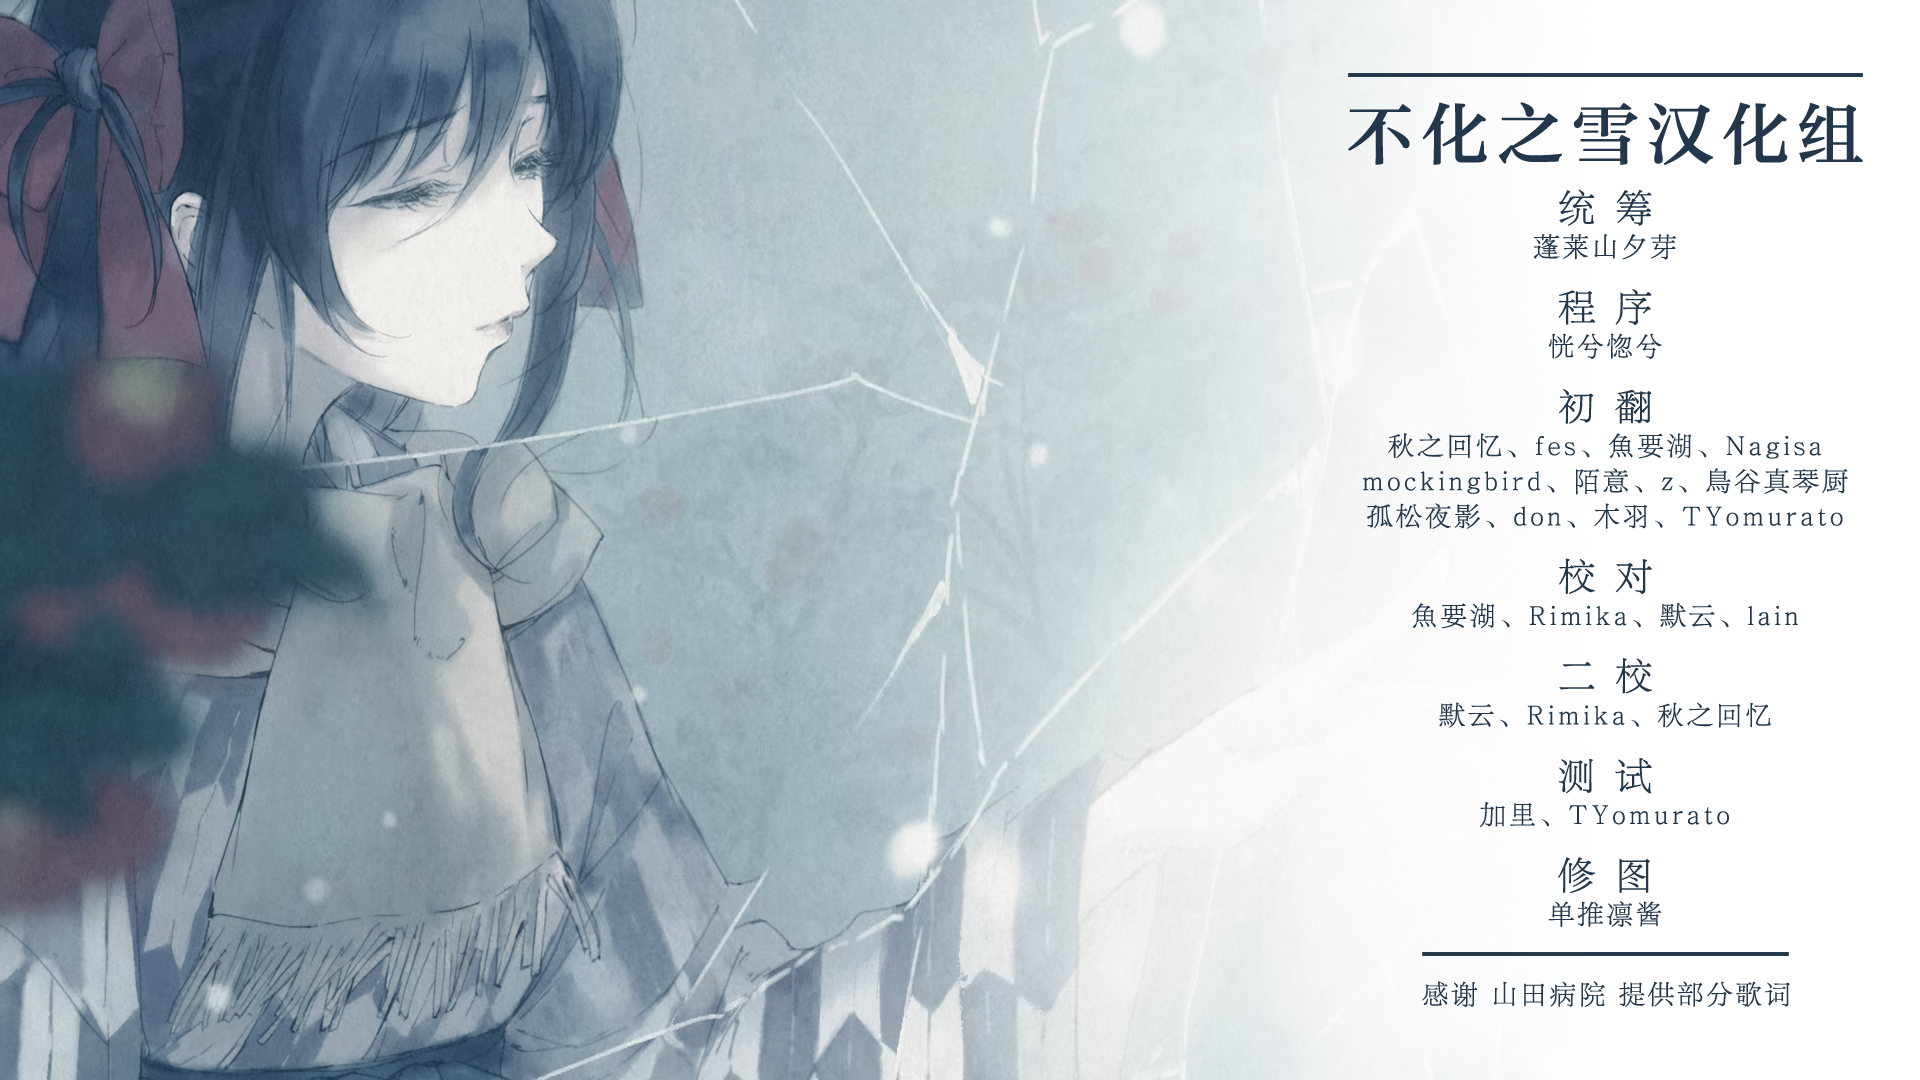 不化之雪汉化组
统筹
蓬莱山夕芽
程序
恍兮惚兮
初翻
秋之回忆、fes、魚要湖、Nagisa
mockingbird、陌意、z、鳥谷真琴厨
孤松夜影、don、木羽、TYomurato
校对
魚要湖、Rimika、默云、lain
二校
默云、Rimika、秋之回忆
测试
加里、TYomurato
修图
单推凛酱
感谢 山田病院 提供部分歌词